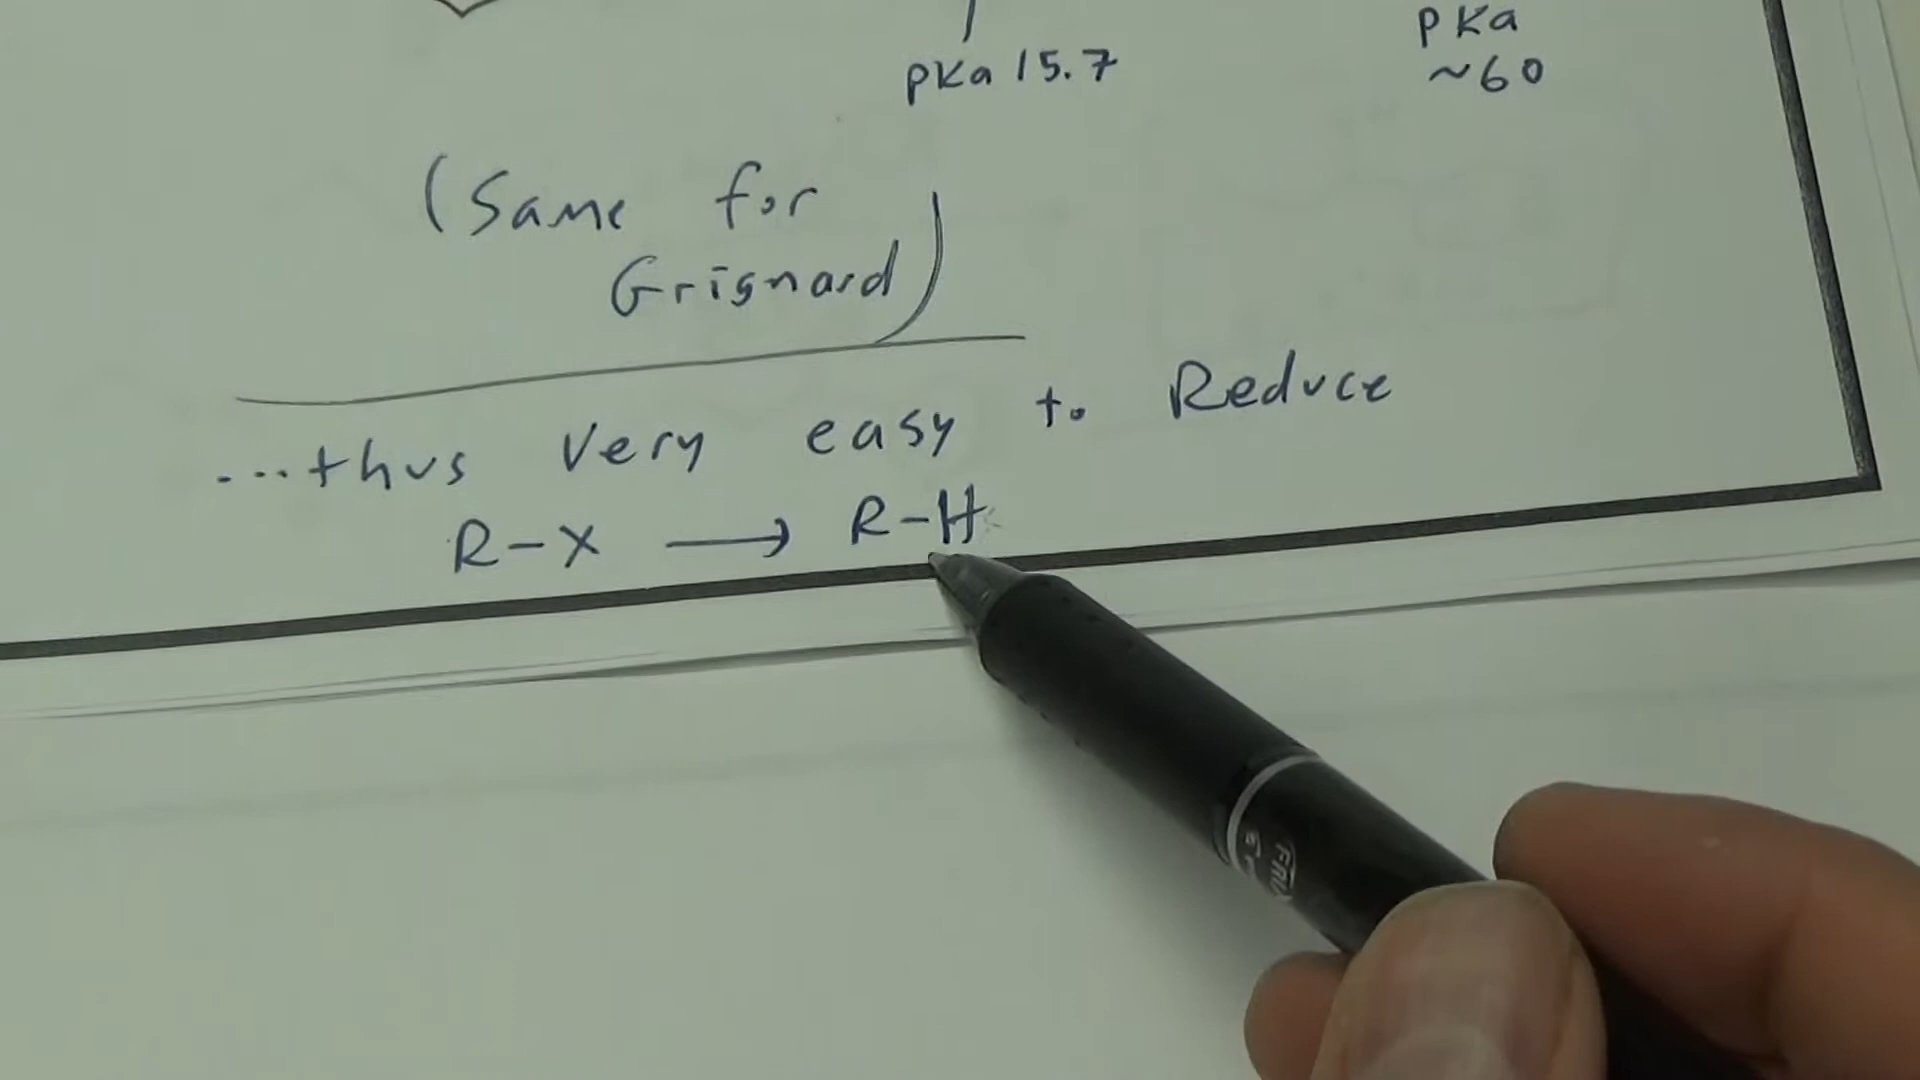 pKa 15.7
pKa
~60
(Same for
Grignard)
...thus Very easy to Reduce
R-X → R-H